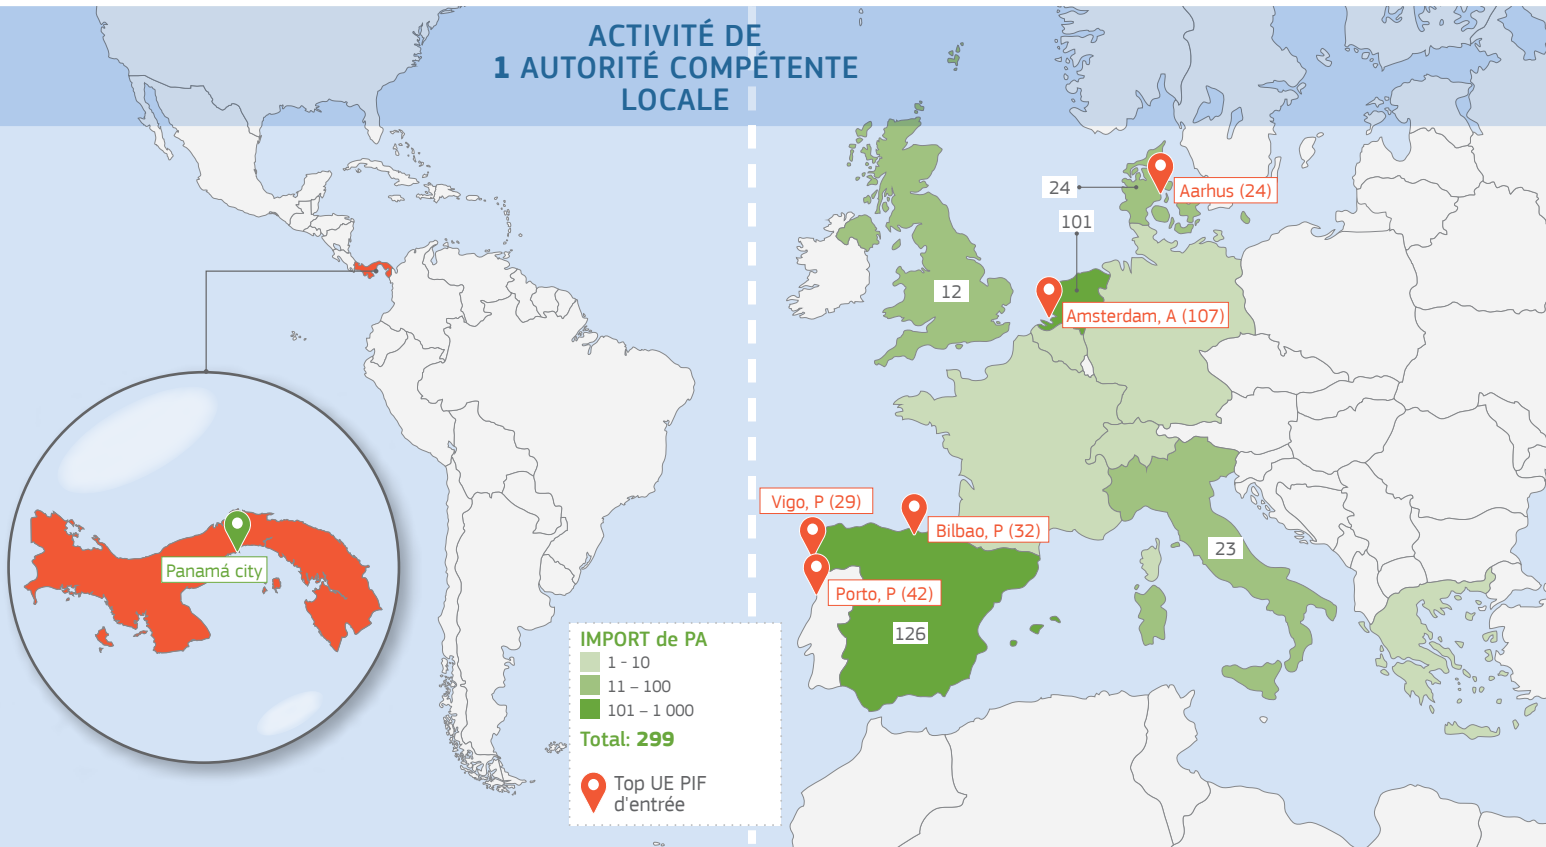 ACTIVITÉ DE
1 AUTORITÉ COMPÉTENTE
LOCALE
24
Aarhus (24)
101
12
Amsterdam, A (107)
Vigo, P (29)
Bilbao, P (32)
23
Panamá city
Porto, P (42)
126
IMPORT de PA
1 - 10
11 – 100
101 – 1 000
Total: 299
Top UE PIF
d'entrée